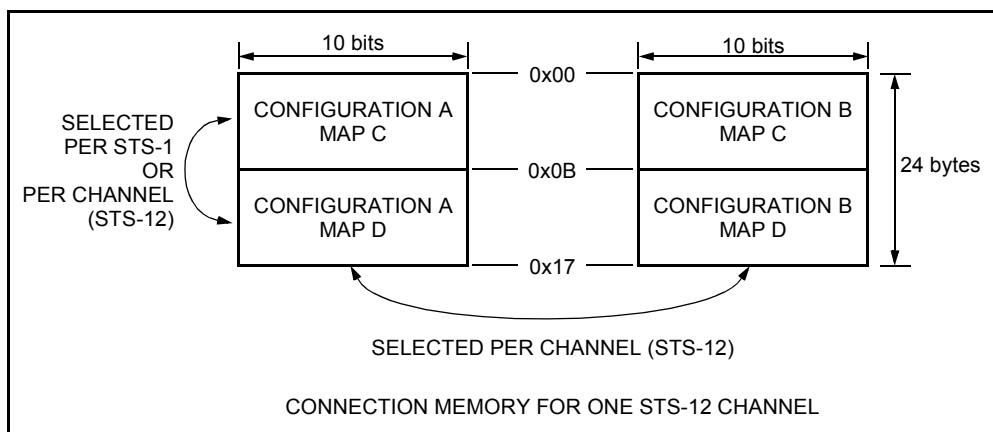 10 bits
10 bits
0x00
CONFIGURATION A
MAP C
CONFIGURATION B
MAP C
SELECTED
PER STS-1
OR
PER CHANNEL
(STS-12)
0x0B
24 bytes
CONFIGURATION A
MAP D
CONFIGURATION B
MAP D
0x17
SELECTED PER CHANNEL (STS-12)
CONNECTION MEMORY FOR ONE STS-12 CHANNEL